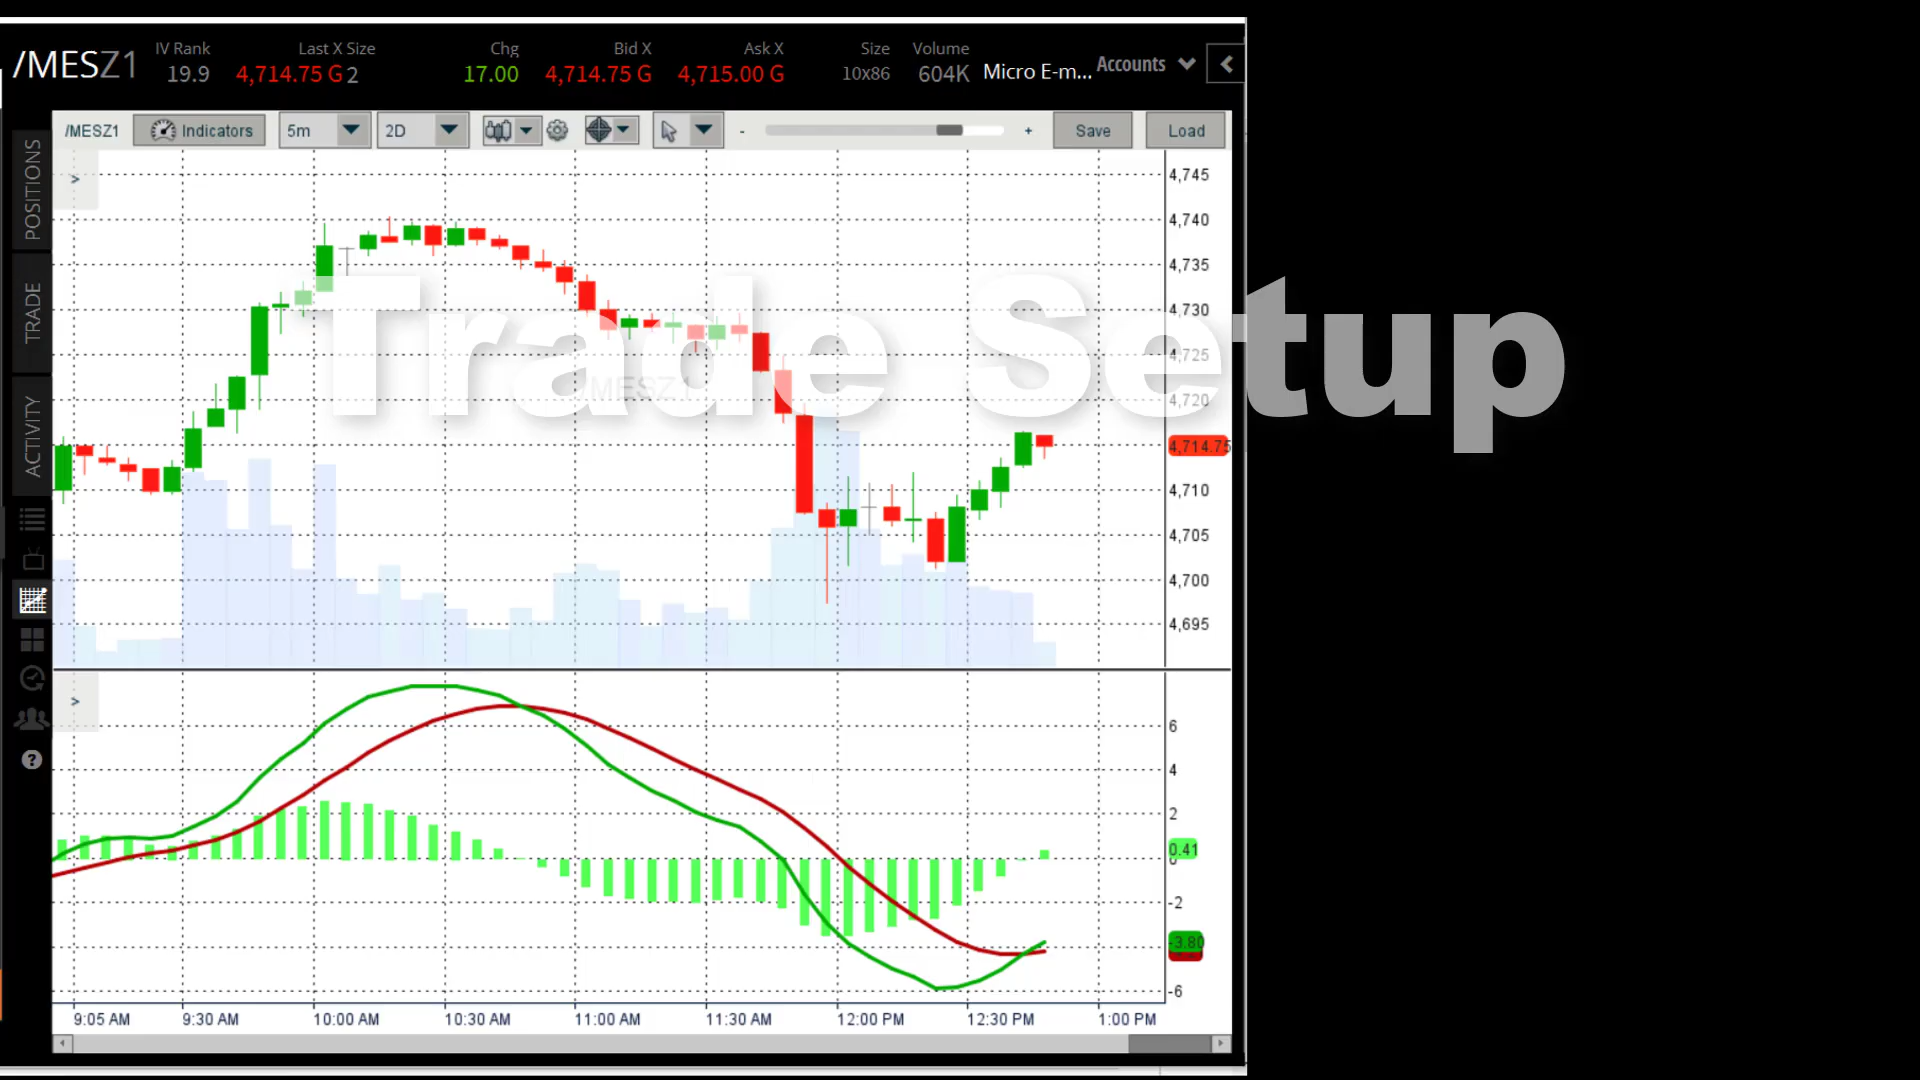 /MESZ1
IV Rank
19.9
Last X Size
4,714.75 G 2
Chg
17.00
Bid X
4,714.75 G
Ask X
4,715.00 G
Size
10x86
Volume
604K
Micro E-m...
Accounts
/MESZ1
Indicators
5m
2D
-
+
Save
Load
POSITIONS
TRADE
ACTIVITY
>
Trade Setup
/MESZ1
4,745
4,740
4,735
4,730
4,725
4,720
4,714.75
4,710
4,705
4,700
4,695
>
6
4
2
0.41
0
-2
-3.80
-6
9:05 AM
9:30 AM
10:00 AM
10:30 AM
11:00 AM
11:30 AM
12:00 PM
12:30 PM
1:00 PM